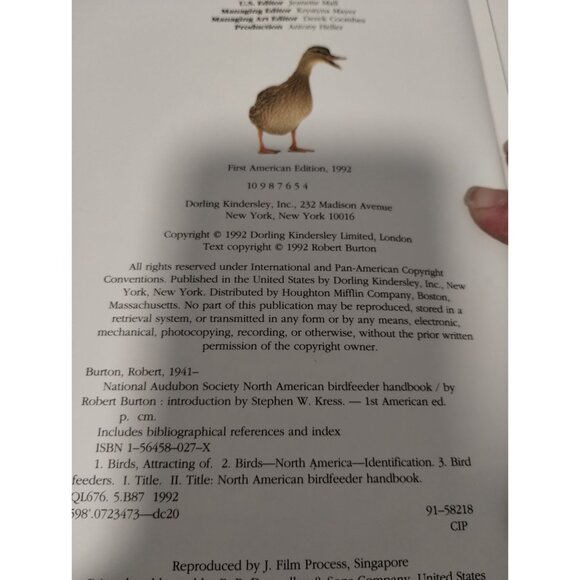 U.S. Editor Jeanette Mall
Managing Editor Krystyna Mayer
Managing Art Editor Derek Coombes
Production Antony Heller
First American Edition, 1992
10 9 8 7 6 5 4
Dorling Kindersley, Inc., 232 Madison Avenue
New York, New York 10016
Copyright © 1992 Dorling Kindersley Limited, London
Text copyright © 1992 Robert Burton
All rights reserved under International and Pan-American Copyright
Conventions. Published in the United States by Dorling Kindersley, Inc., New
York, New York. Distributed by Houghton Mifflin Company, Boston,
Massachusetts. No part of this publication may be reproduced, stored in a
retrieval system, or transmitted in any form or by any means, electronic,
mechanical, photocopying, recording, or otherwise, without the prior written
permission of the copyright owner.
Burton, Robert, 1941–
National Audubon Society North American birdfeeder handbook / by
Robert Burton : introduction by Stephen W. Kress. — 1st American ed.
p. cm.
Includes bibliographical references and index
ISBN 1–56458–027–X
1. Birds, Attracting of. 2. Birds—North America—Identification. 3. Bird
feeders. I. Title. II. Title: North American birdfeeder handbook.
QL676. 5.B87 1992
598'.0723473—dc20 91–58218
CIP
Reproduced by J. Film Process, Singapore
& Sons Company, United States